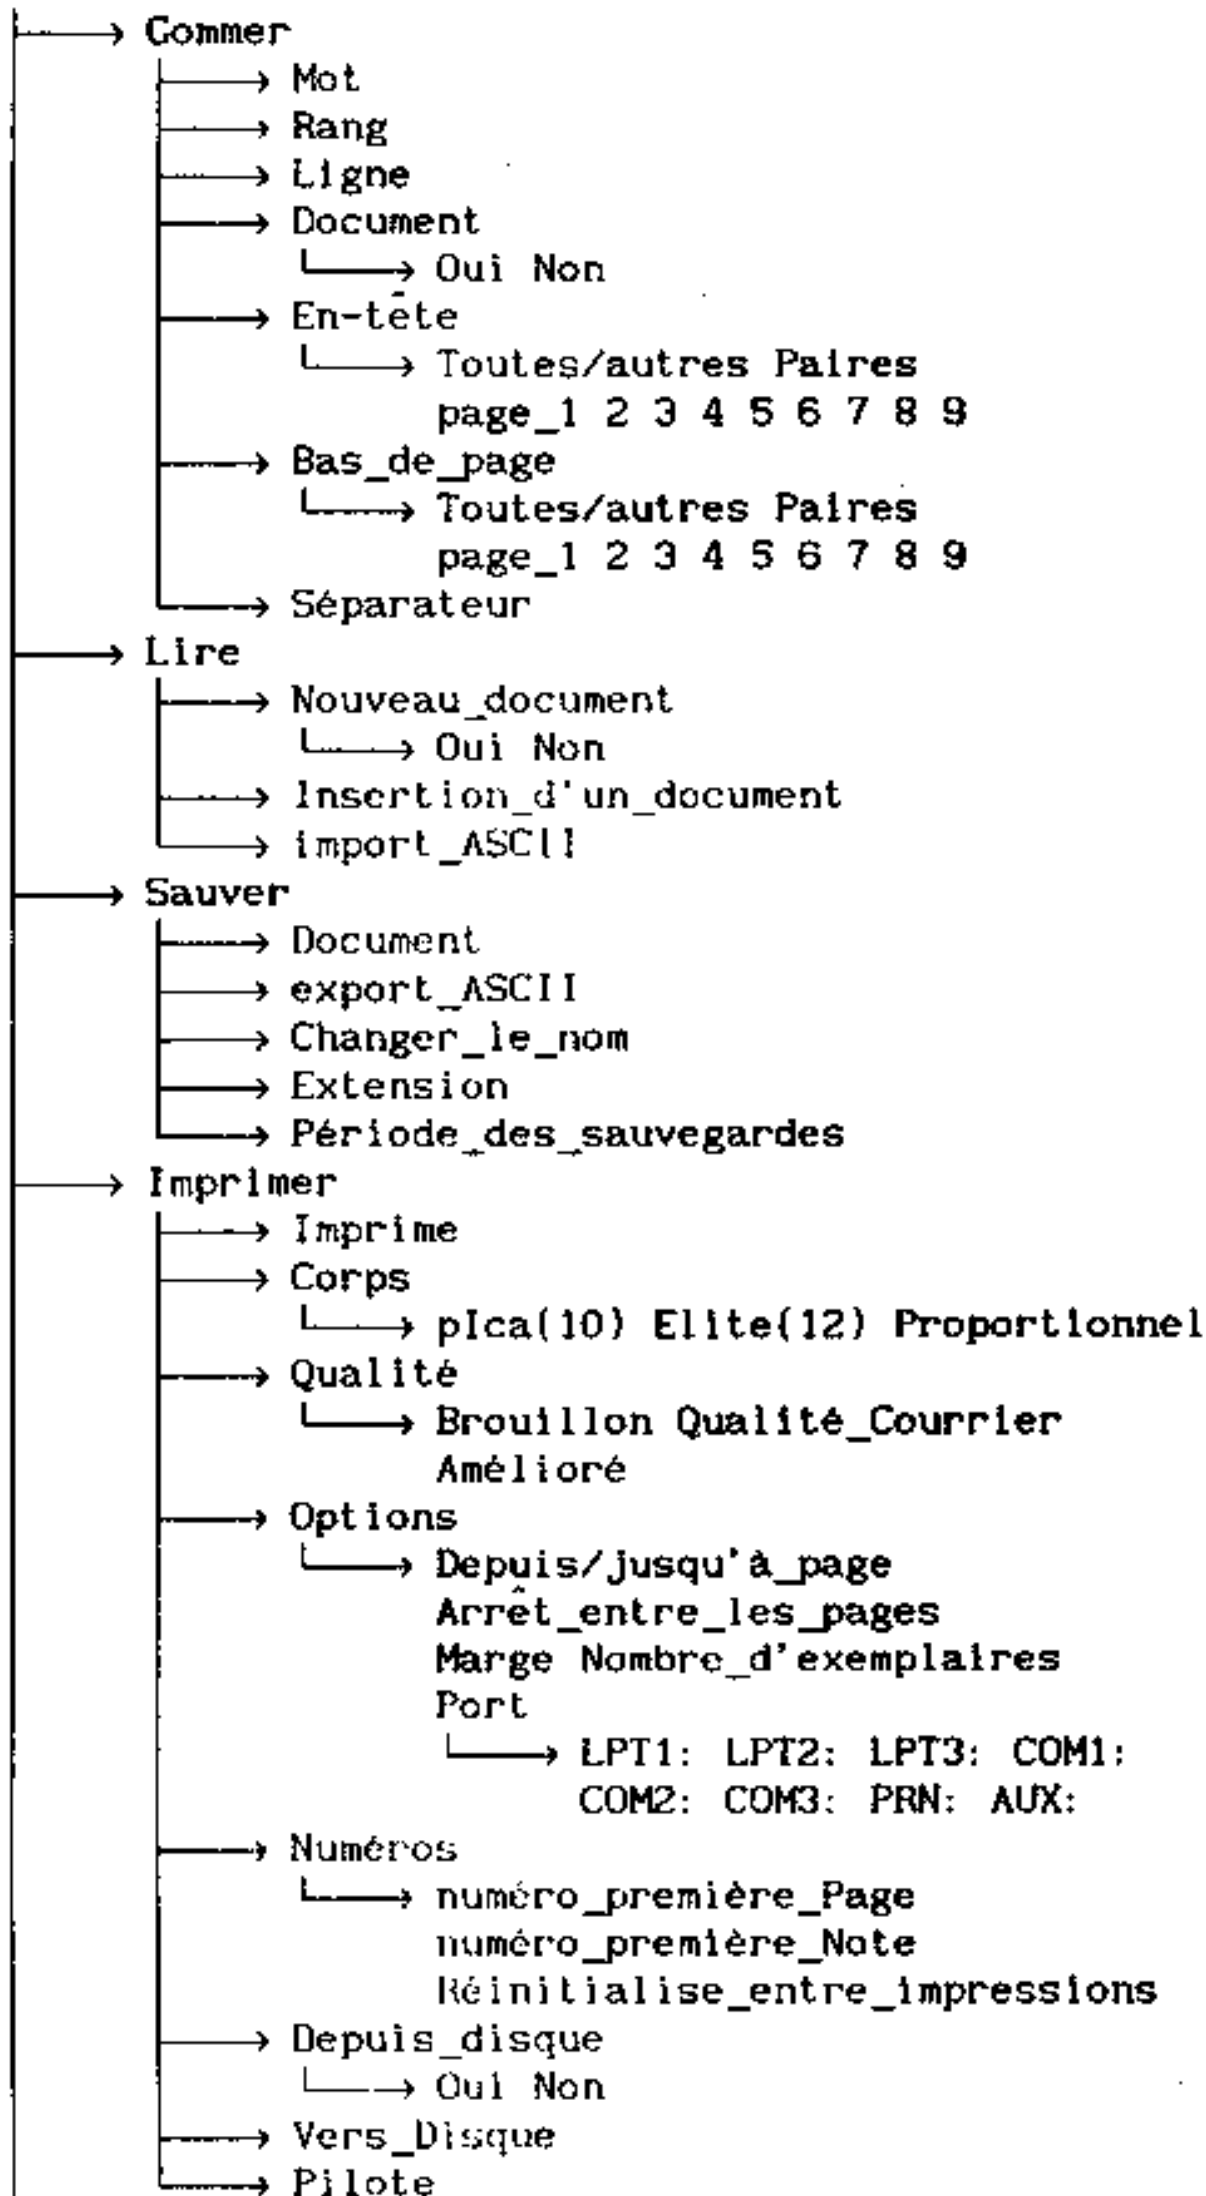 Gommer
Mot
Rang
Ligne
Document
Oui Non
En-tête
Toutes/autres Paires
page_1 2 3 4 5 6 7 8 9
Bas_de_page
Toutes/autres Paires
page_1 2 3 4 5 6 7 8 9
Séparateur
Lire
Nouveau_document
Oui Non
Insertion_d'un_document
import_ASCII
Sauver
Document
export_ASCII
Changer_le_nom
Extension
Période_des_sauvegardes
Imprimer
Imprime
Corps
pIca(10) Elite(12) Proportionnel
Qualité
Brouillon Qualité_Courrier
Amélioré
Options
Depuis/jusqu'à_page
Arrêt_entre_les_pages
Marge Nombre_d'exemplaires
Port
LPT1: LPT2: LPT3: COM1:
COM2: COM3: PRN: AUX:
Numéros
numéro_première_Page
numéro_première_Note
Réinitialise_entre_impressions
Depuis_disque
Oui Non
Vers_Disque
Pilote